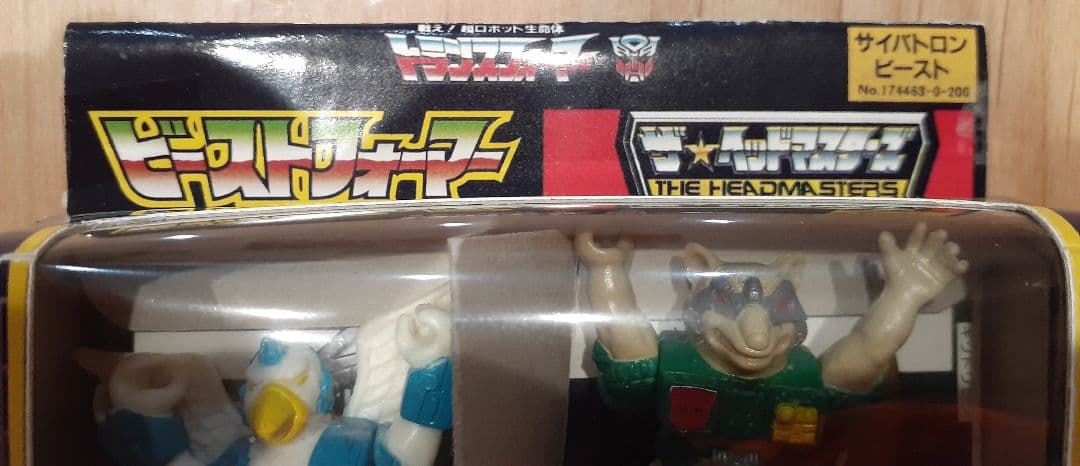 戦え!超ロボット生命体
トランスフォーマー
サイバトロン
ビースト
No.174463-0-200
ビーストフォーマー
ザ★ヘッドマスターズ
THE HEADMASTERS